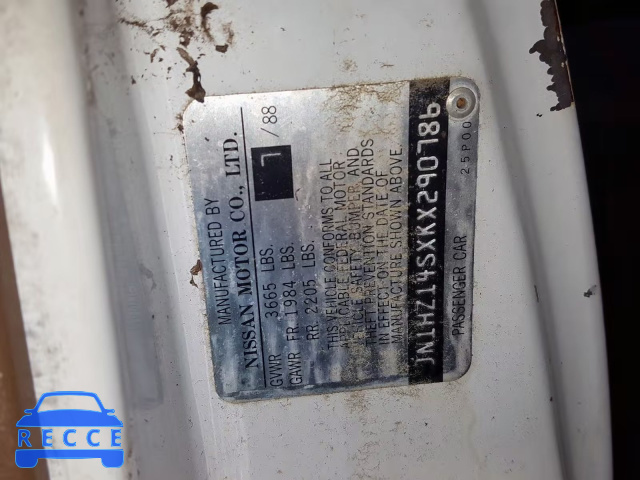 MANUFACTURED BY
NISSAN MOTOR CO., LTD.
7 / 88
GVWR 3665 LBS.
GAWR FR 1984 LBS.
RR 2205 LBS.
THIS VEHICLE CONFORMS TO ALL
APPLICABLE FEDERAL MOTOR
VEHICLE SAFETY, BUMPER, AND
THEFT PREVENTION STANDARDS
IN EFFECT ON THE DATE OF
MANUFACTURE SHOWN ABOVE.
JN1HZ14SXKX290786
PASSENGER CAR
25P00
RECCE